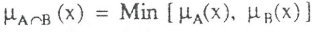 μA∩B (x) = Min [ μA(x), μB(x) ]